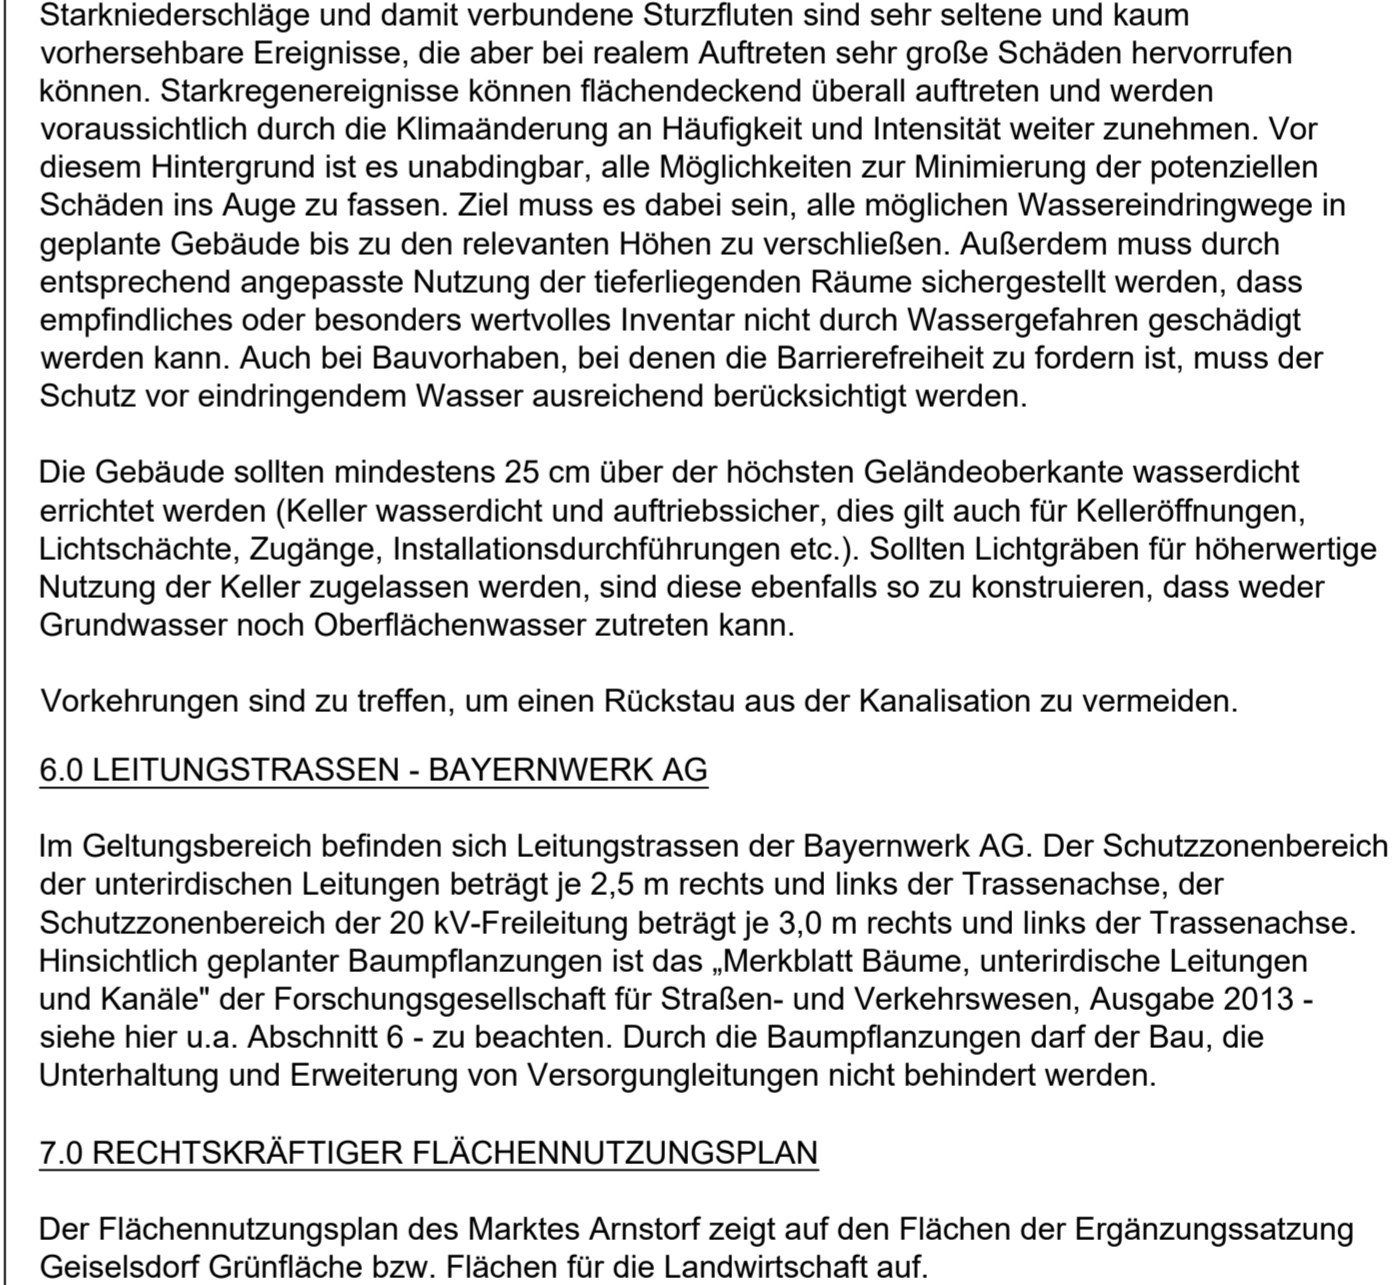 Starkniederschläge und damit verbundene Sturzfluten sind sehr seltene und kaum
vorhersehbare Ereignisse, die aber bei realem Auftreten sehr große Schäden hervorrufen
können. Starkregenereignisse können flächendeckend überall auftreten und werden
voraussichtlich durch die Klimaänderung an Häufigkeit und Intensität weiter zunehmen. Vor
diesem Hintergrund ist es unabdingbar, alle Möglichkeiten zur Minimierung der potenziellen
Schäden ins Auge zu fassen. Ziel muss es dabei sein, alle möglichen Wassereindringwege in
geplante Gebäude bis zu den relevanten Höhen zu verschließen. Außerdem muss durch
entsprechend angepasste Nutzung der tieferliegenden Räume sichergestellt werden, dass
empfindliches oder besonders wertvolles Inventar nicht durch Wassergefahren geschädigt
werden kann. Auch bei Bauvorhaben, bei denen die Barrierefreiheit zu fordern ist, muss der
Schutz vor eindringendem Wasser ausreichend berücksichtigt werden.
Die Gebäude sollten mindestens 25 cm über der höchsten Geländeoberkante wasserdicht
errichtet werden (Keller wasserdicht und auftriebssicher, dies gilt auch für Kelleröffnungen,
Lichtschächte, Zugänge, Installationsdurchführungen etc.). Sollten Lichtgräben für höherwertige
Nutzung der Keller zugelassen werden, sind diese ebenfalls so zu konstruieren, dass weder
Grundwasser noch Oberflächenwasser zutreten kann.
Vorkehrungen sind zu treffen, um einen Rückstau aus der Kanalisation zu vermeiden.
6.0 LEITUNGSTRASSEN - BAYERNWERK AG
Im Geltungsbereich befinden sich Leitungstrassen der Bayernwerk AG. Der Schutzzonenbereich
der unterirdischen Leitungen beträgt je 2,5 m rechts und links der Trassenachse, der
Schutzzonenbereich der 20 kV-Freileitung beträgt je 3,0 m rechts und links der Trassenachse.
Hinsichtlich geplanter Baumpflanzungen ist das „Merkblatt Bäume, unterirdische Leitungen
und Kanäle" der Forschungsgesellschaft für Straßen- und Verkehrswesen, Ausgabe 2013 -
siehe hier u.a. Abschnitt 6 - zu beachten. Durch die Baumpflanzungen darf der Bau, die
Unterhaltung und Erweiterung von Versorgungleitungen nicht behindert werden.
7.0 RECHTSKRÄFTIGER FLÄCHENNUTZUNGSPLAN
Der Flächennutzungsplan des Marktes Arnstorf zeigt auf den Flächen der Ergänzungssatzung
Geiselsdorf Grünfläche bzw. Flächen für die Landwirtschaft auf.